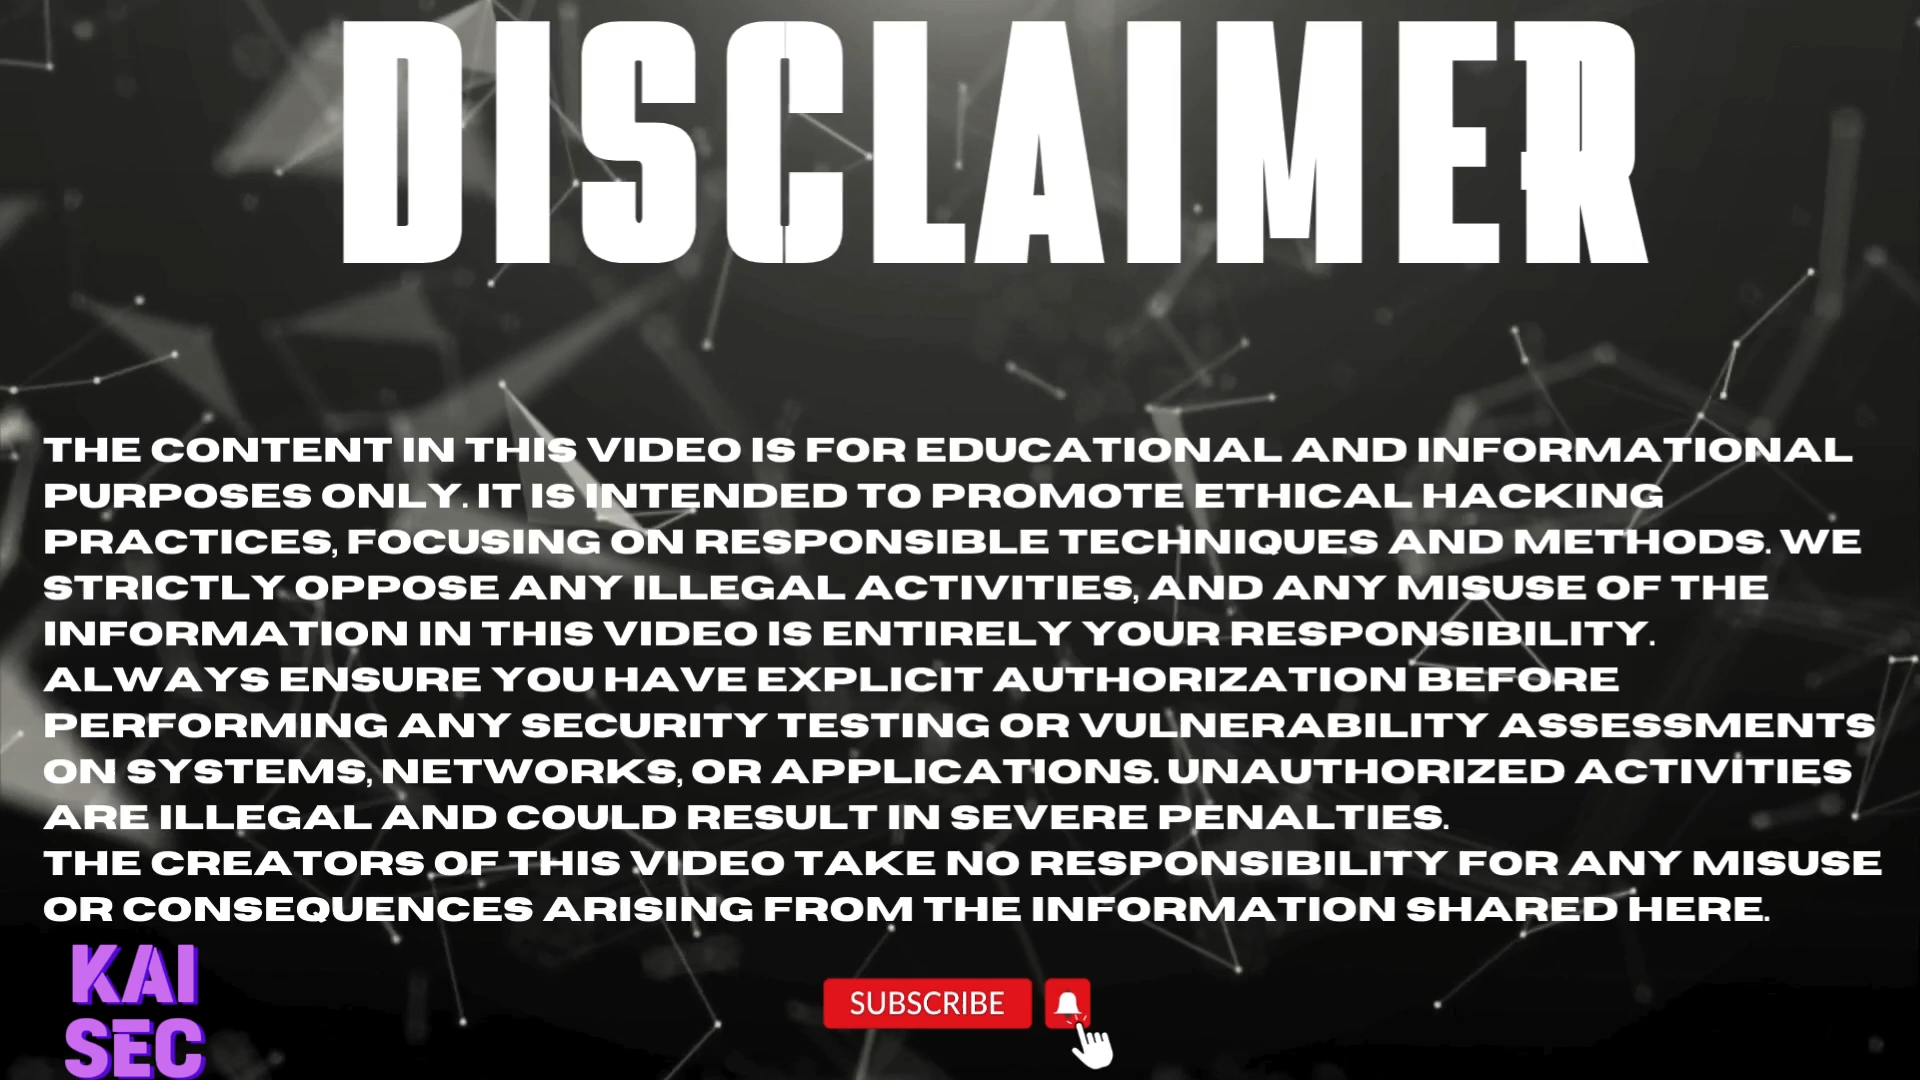 DISCLAIMER
THE CONTENT IN THIS VIDEO IS FOR EDUCATIONAL AND INFORMATIONAL
PURPOSES ONLY. IT IS INTENDED TO PROMOTE ETHICAL HACKING
PRACTICES, FOCUSING ON RESPONSIBLE TECHNIQUES AND METHODS. WE
STRICTLY OPPOSE ANY ILLEGAL ACTIVITIES, AND ANY MISUSE OF THE
INFORMATION IN THIS VIDEO IS ENTIRELY YOUR RESPONSIBILITY.
ALWAYS ENSURE YOU HAVE EXPLICIT AUTHORIZATION BEFORE
PERFORMING ANY SECURITY TESTING OR VULNERABILITY ASSESSMENTS
ON SYSTEMS, NETWORKS, OR APPLICATIONS. UNAUTHORIZED ACTIVITIES
ARE ILLEGAL AND COULD RESULT IN SEVERE PENALTIES.
THE CREATORS OF THIS VIDEO TAKE NO RESPONSIBILITY FOR ANY MISUSE
OR CONSEQUENCES ARISING FROM THE INFORMATION SHARED HERE.
KAI
SEC
SUBSCRIBE